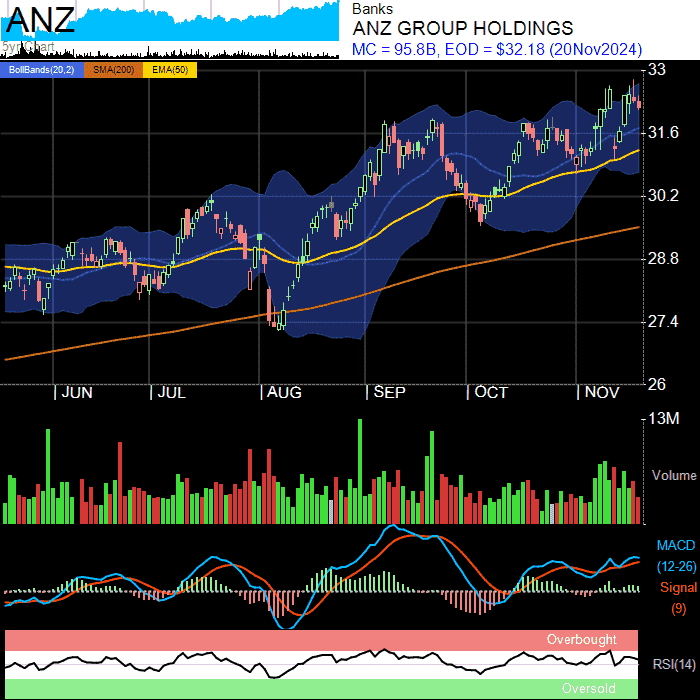 ANZ
5yr Chart
Banks
ANZ GROUP HOLDINGS
MC = 95.8B, EOD = $32.18 (20Nov2024)
BollBands(20,2) SMA(200) EMA(50)
33
31.6
30.2
28.8
27.4
26
JUN JUL AUG SEP OCT NOV
13M
Volume
MACD
(12-26)
Signal
(9)
Overbought
RSI(14)
Oversold